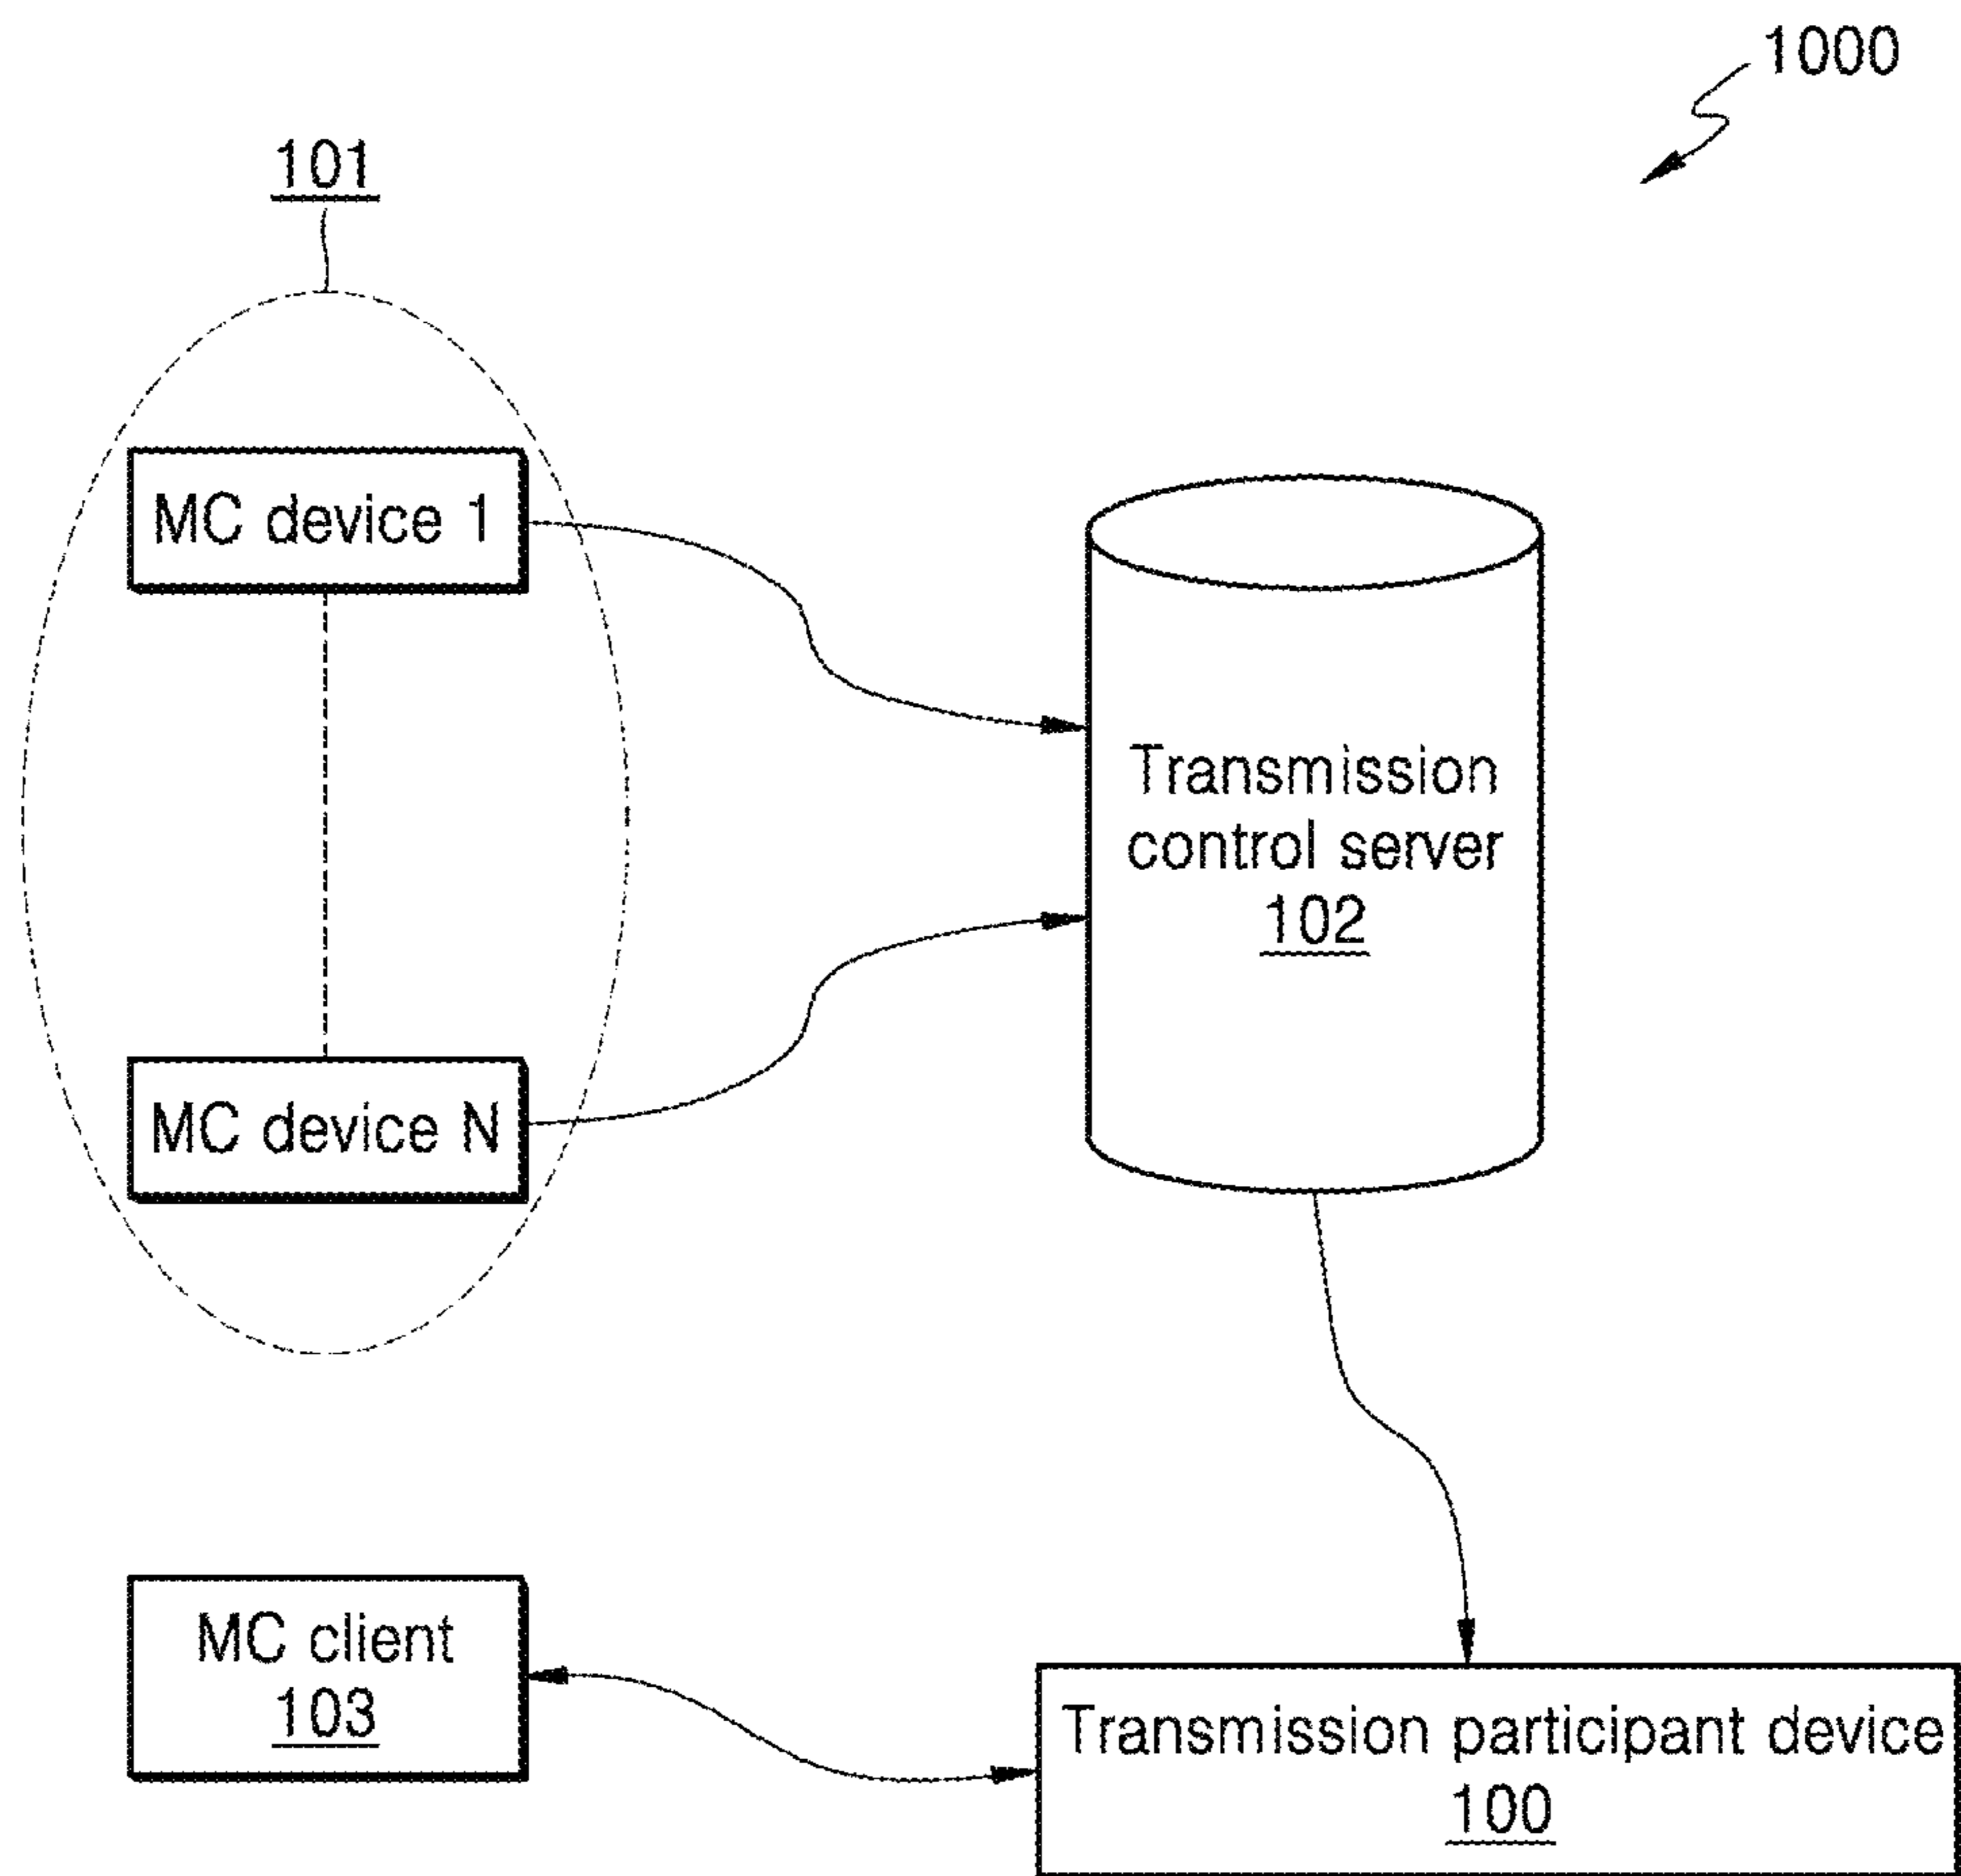 1000
101
MC device 1
Transmission
control server
102
MC device N
MC client
103
Transmission participant device
100